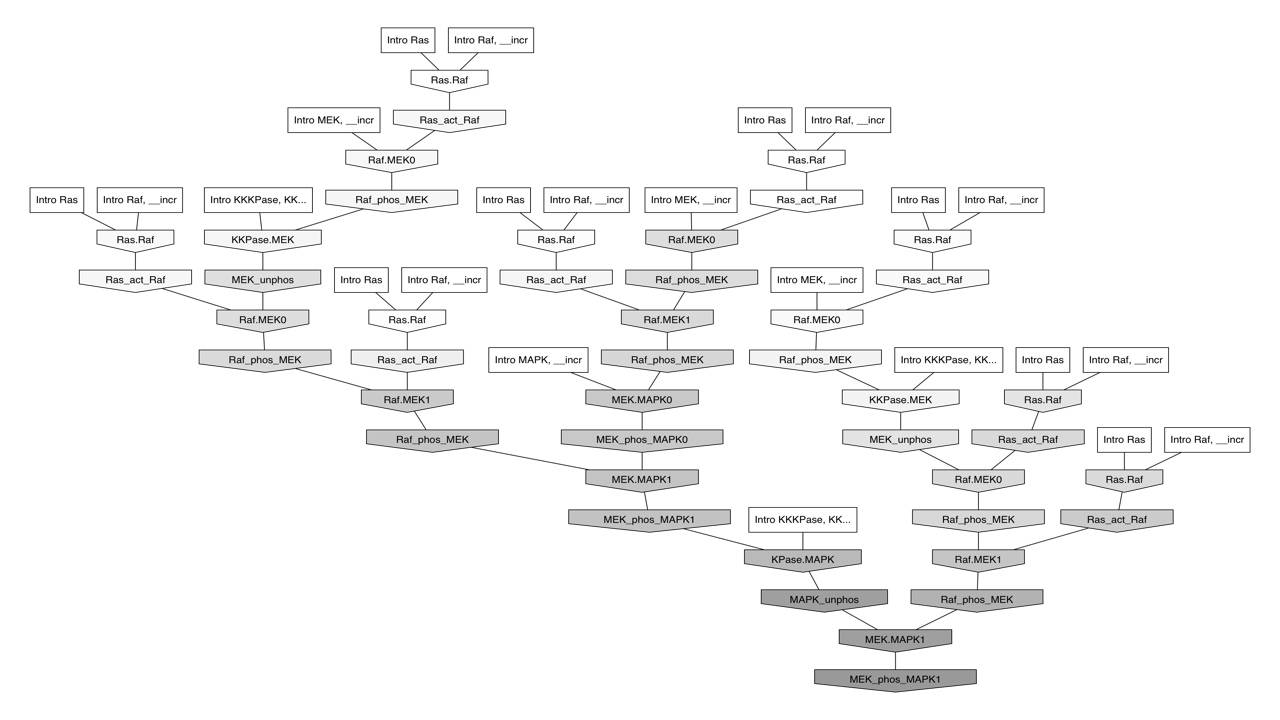 Intro Ras
Intro Raf, __incr
Ras.Raf
Intro MEK, __incr
Ras_act_Raf
Intro Ras
Intro Raf, __incr
Raf.MEK0
Ras.Raf
Intro Ras
Intro Raf, __incr
Intro KKKPase, KK...
Raf_phos_MEK
Intro Ras
Intro Raf, __incr
Intro MEK, __incr
Ras_act_Raf
Intro Ras
Intro Raf, __incr
Ras.Raf
KKPase.MEK
Ras.Raf
Raf.MEK0
Ras.Raf
Ras_act_Raf
MEK_unphos
Intro Ras
Intro Raf, __incr
Ras_act_Raf
Raf_phos_MEK
Intro MEK, __incr
Ras_act_Raf
Raf.MEK0
Ras.Raf
Raf.MEK1
Raf.MEK0
Raf_phos_MEK
Ras_act_Raf
Intro MAPK, __incr
Raf_phos_MEK
Raf_phos_MEK
Intro KKKPase, KK...
Intro Ras
Intro Raf, __incr
Raf.MEK1
MEK.MAPK0
KKPase.MEK
Ras.Raf
Raf_phos_MEK
MEK_phos_MAPK0
MEK_unphos
Ras_act_Raf
Intro Ras
Intro Raf, __incr
MEK.MAPK1
Raf.MEK0
Ras.Raf
MEK_phos_MAPK1
Intro KKKPase, KK...
Raf_phos_MEK
Ras_act_Raf
KPase.MAPK
Raf.MEK1
MAPK_unphos
Raf_phos_MEK
MEK.MAPK1
MEK_phos_MAPK1